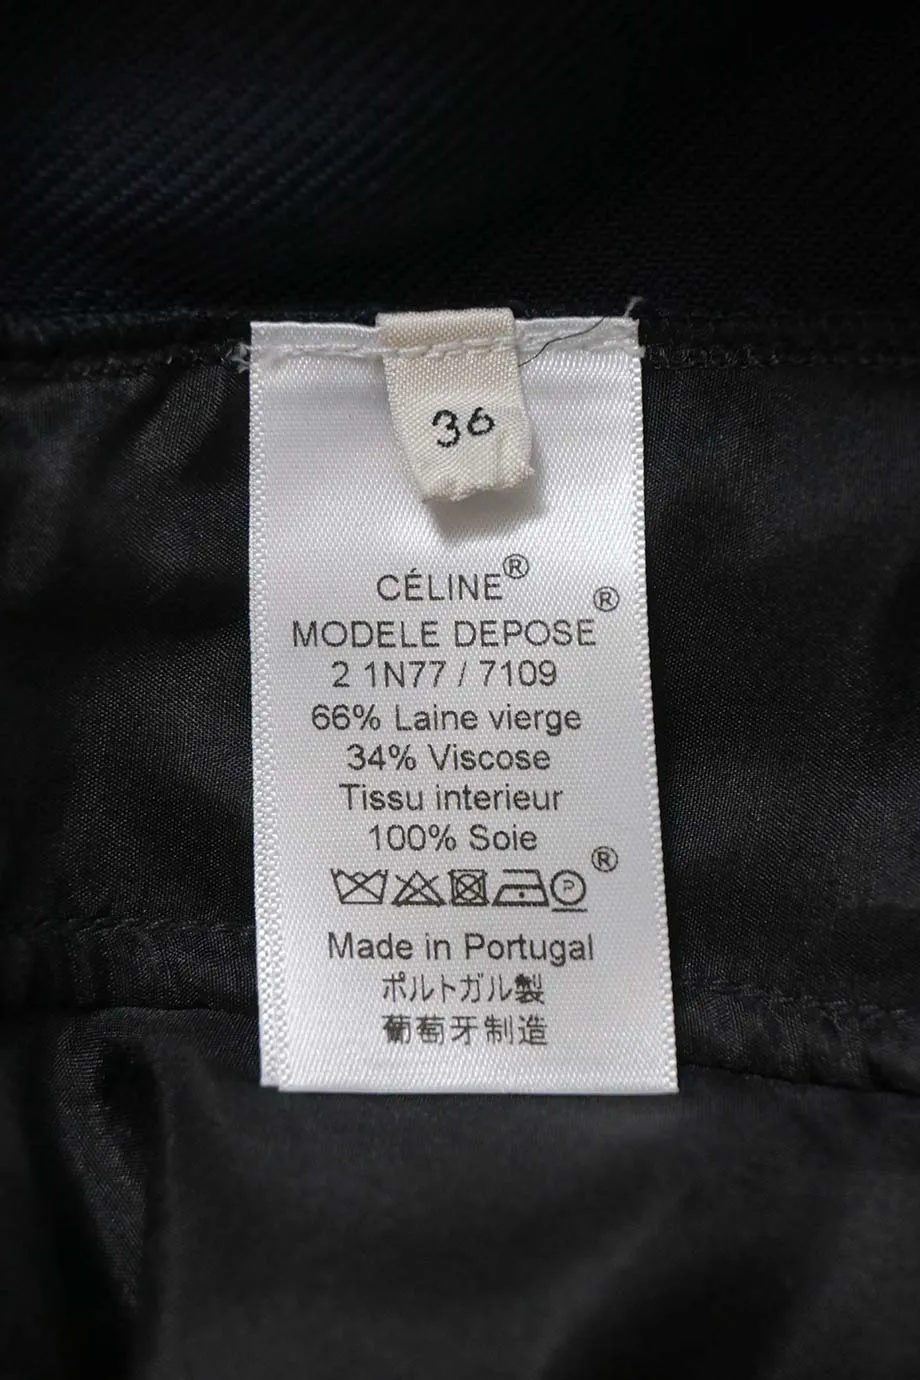 36
CÉLINE®
MODELE DEPOSE®
2 1N77 / 7109
66% Laine vierge
34% Viscose
Tissu interieur
100% Soie
®
P
Made in Portugal
ポルトガル製
葡萄牙制造